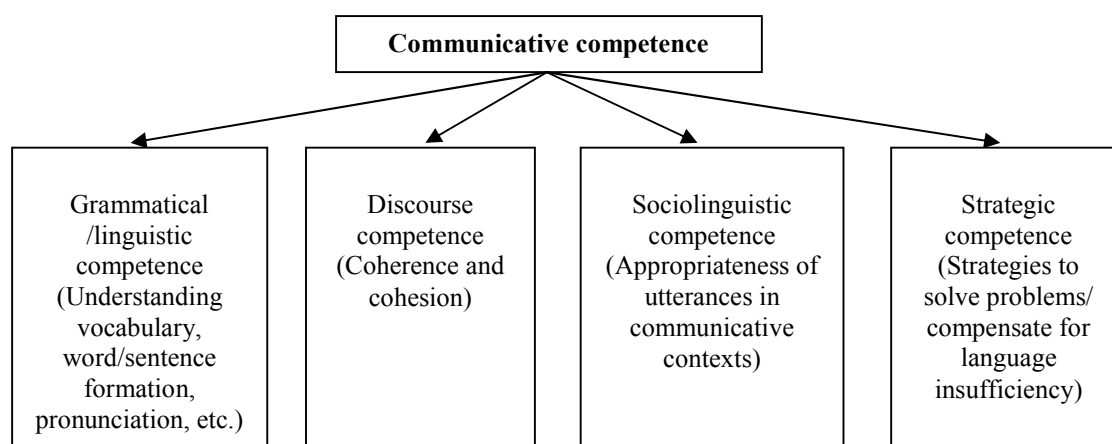 Communicative competence
Grammatical
/linguistic
competence
(Understanding
vocabulary,
word/sentence
formation,
pronunciation, etc.)
Discourse
competence
(Coherence and
cohesion)
Sociolinguistic
competence
(Appropriateness of
utterances in
communicative
contexts)
Strategic
competence
(Strategies to
solve problems/
compensate for
language
insufficiency)